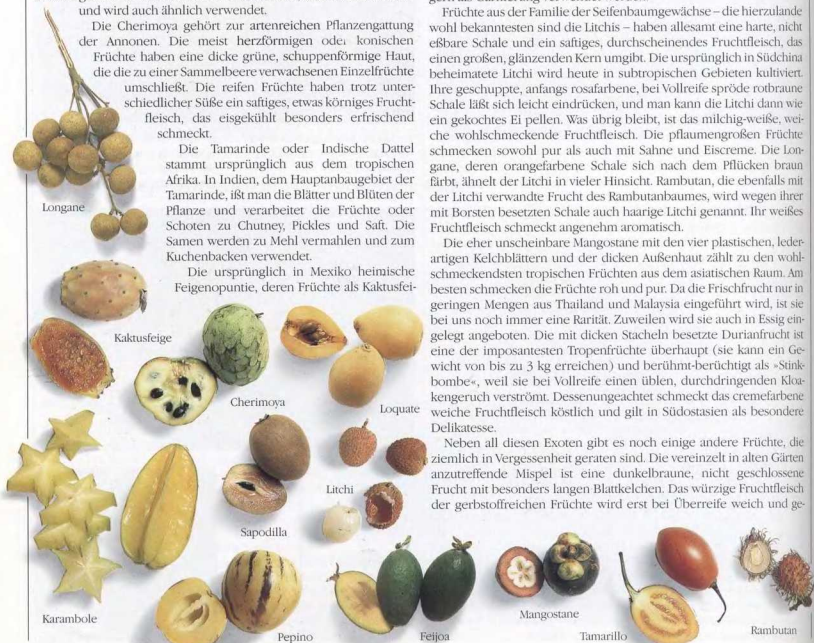 und wird auch ähnlich verwendet.
Die Cherimoya gehört zur artenreichen Pflanzengattung
der Annonen. Die meist herzförmigen oder konischen
Früchte haben eine dicke grüne, schuppenförmige Haut,
die die zu einer Sammelbeere verwachsenen Einzelfrüchte
umschließt. Die reifen Früchte haben trotz unter-
schiedlicher Süße ein saftiges, etwas körniges Frucht-
fleisch, das eisgekühlt besonders erfrischend
schmeckt.
Die Tamarinde oder Indische Dattel
stammt ursprünglich aus dem tropischen
Afrika. In Indien, dem Hauptanbaugebiet der
Tamarinde, ißt man die Blätter und Blüten der
Pflanze und verarbeitet die Früchte oder
Schoten zu Chutney, Pickles und Saft. Die
Samen werden zu Mehl vermahlen und zum
Kuchenbacken verwendet.
Die ursprünglich in Mexiko heimische
Feigenopuntie, deren Früchte als Kaktusfei-
Longane
Kaktusfeige
Cherimoya
Loquate
Litchi
Sapodilla
Karambole
Pepino
Feijoa
Früchte aus der Familie der Seifenbaumgewächse – die hierzulande
wohl bekanntesten sind die Litchis – haben allesamt eine harte, nicht
eßbare Schale und ein saftiges, durchscheinendes Fruchtfleisch, das
einen großen, glänzenden Kern umgibt. Die ursprünglich in Südchina
beheimatete Litchi wird heute in subtropischen Gebieten kultiviert.
Ihre geschuppte, anfangs rosafarbene, bei Vollreife spröde rotbraune
Schale läßt sich leicht eindrücken, und man kann die Litchi dann wie
ein gekochtes Ei pellen. Was übrig bleibt, ist das milchig-weiße, wei-
che wohlschmeckende Fruchtfleisch. Die pflaumengroßen Früchte
schmecken sowohl pur als auch mit Sahne und Eiscreme. Die Lon-
gane, deren orangefarbene Schale sich nach dem Pflücken braun
färbt, ähnelt der Litchi in vieler Hinsicht. Rambutan, die ebenfalls mit
der Litchi verwandte Frucht des Rambutanbaumes, wird wegen ihrer
mit Borsten besetzten Schale auch haarige Litchi genannt. Ihr weißes
Fruchtfleisch schmeckt angenehm aromatisch.
Die eher unscheinbare Mangostane mit den vier plastischen, leder-
artigen Kelchblättern und der dicken Außenhaut zählt zu den wohl-
schmeckendsten tropischen Früchten aus dem asiatischen Raum. Am
besten schmecken die Früchte roh und pur. Da die Frischfrucht nur in
geringen Mengen aus Thailand und Malaysia eingeführt wird, ist sie
bei uns noch immer eine Rarität. Zuweilen wird sie auch in Essig ein-
gelegt angeboten. Die mit dicken Stacheln besetzte Durianfrucht ist
eine der imposantesten Tropenfrüchte überhaupt (sie kann ein Ge-
wicht von bis zu 3 kg erreichen) und berühmt-berüchtigt als »Stink-
bombe«, weil sie bei Vollreife einen üblen, durchdringenden Kloa-
kengeruch verströmt. Dessenungeachtet schmeckt das cremefarbene
weiche Fruchtfleisch köstlich und gilt in Südostasien als besondere
Delikatesse.
Neben all diesen Exoten gibt es noch einige andere Früchte, die
ziemlich in Vergessenheit geraten sind. Die vereinzelt in alten Gärten
anzutreffende Mispel ist eine dunkelbraune, nicht geschlossene
Frucht mit besonders langen Blattkelchen. Das würzige Fruchtfleisch
der gerbstoffreichen Früchte wird erst bei Überreife weich und ge-
Mangostane
Tamarillo
Rambutan